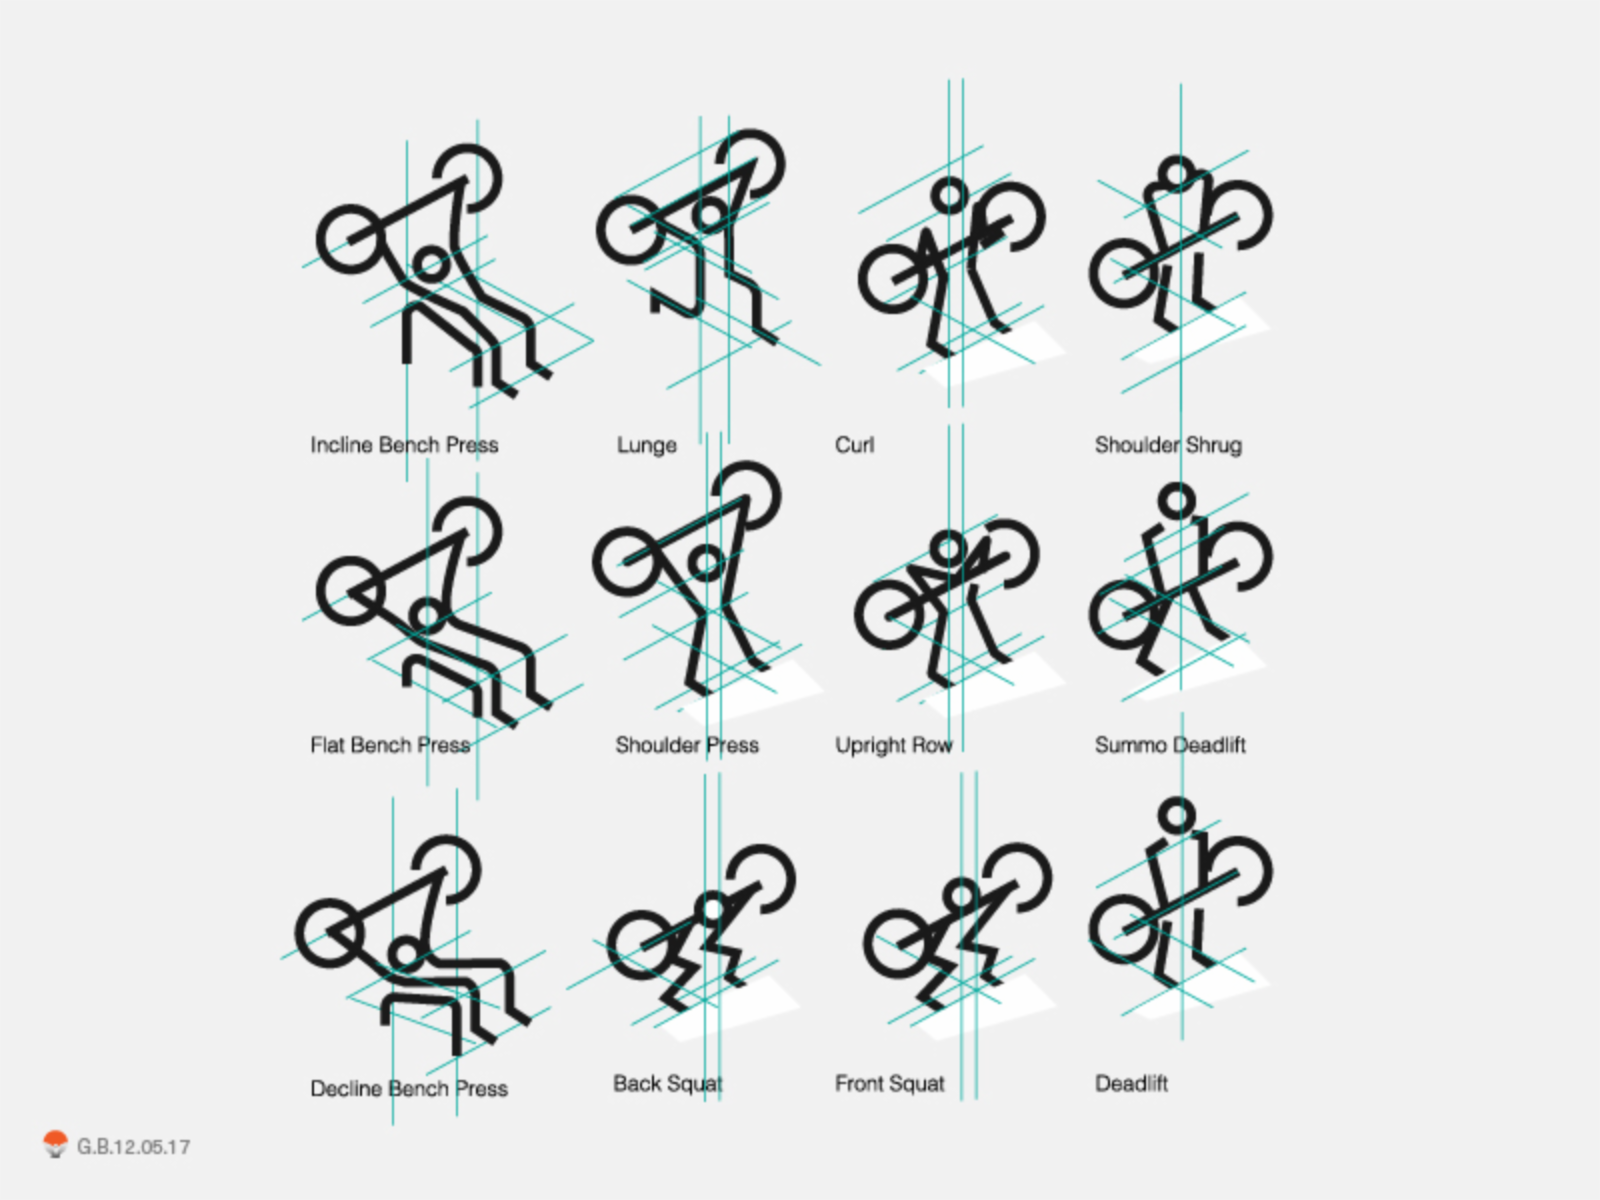 Incline Bench Press
Lunge
Curl
Shoulder Shrug
Flat Bench Press
Shoulder Press
Upright Row
Summo Deadlift
Decline Bench Press
Back Squat
Front Squat
Deadlift
G.B.12.05.17